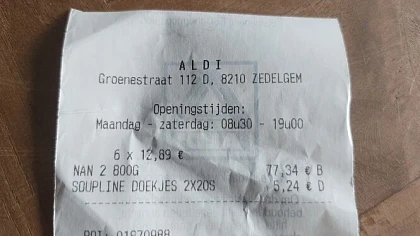 ALDI
Groenestraat 112 D, 8210 ZEDELGEM
Openingstijden:
Maandag - zaterdag: 08u30 - 19u00
6 x 12,89 €
NAN 2 800G 77,34 € B
SOUPLINE DOEKJES 2X20S 5,24 € D